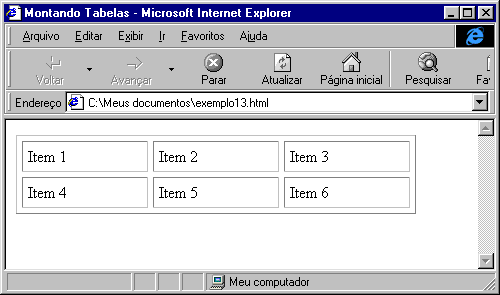 Montando Tabelas - Microsoft Internet Explorer
Arquivo Editar Exibir Ir Favoritos Ajuda
Voltar Avançar Parar Atualizar Página inicial Pesquisar Fav
Endereço C:\Meus documentos\exemplo13.html
Item 1 Item 2 Item 3
Item 4 Item 5 Item 6
Meu computador